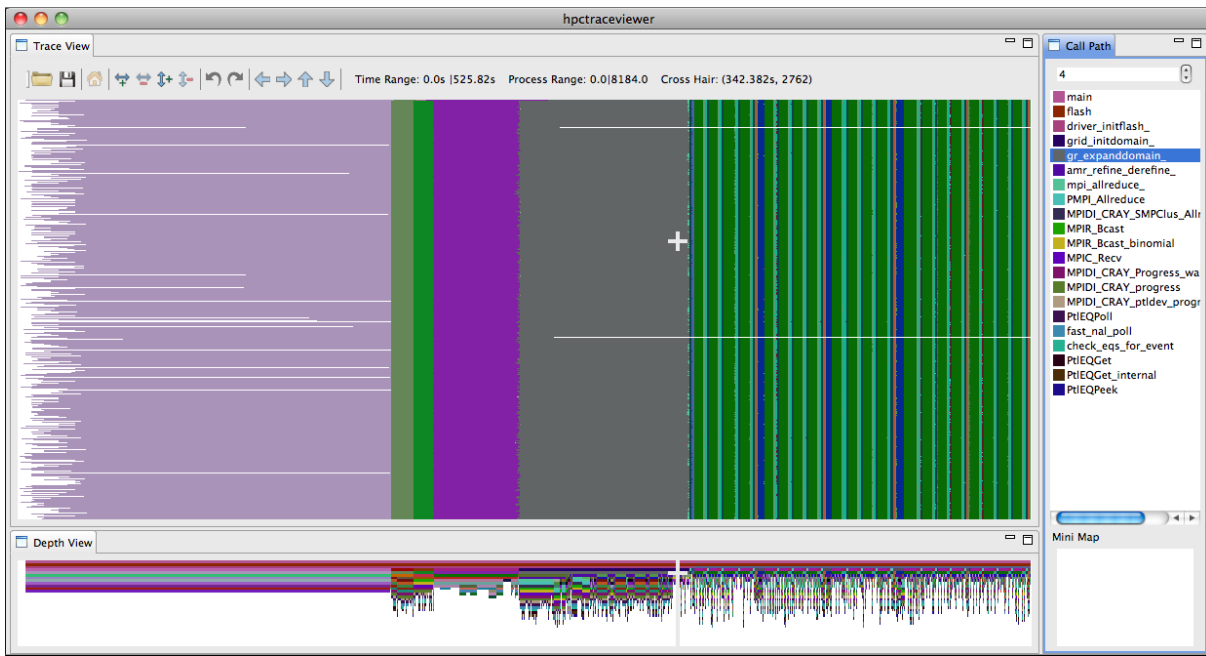 hpctraceviewer
Trace View
Time Range: 0.0s |525.82s Process Range: 0.0|8184.0 Cross Hair: (342.382s, 2762)
Depth View
Call Path
4
main
flash
driver_initflash_
grid_initdomain_
gr_expanddomain_
amr_refine_derefine_
mpi_allreduce_
PMPI_Allreduce
MPIDI_CRAY_SMPClus_Allr
MPIR_Bcast
MPIR_Bcast_binomial
MPIC_Recv
MPIDI_CRAY_Progress_wa
MPIDI_CRAY_progress
MPIDI_CRAY_ptldev_progr
PtlEQPoll
fast_nal_poll
check_eqs_for_event
PtlEQGet
PtlEQGet_internal
PtlEQPeek
Mini Map